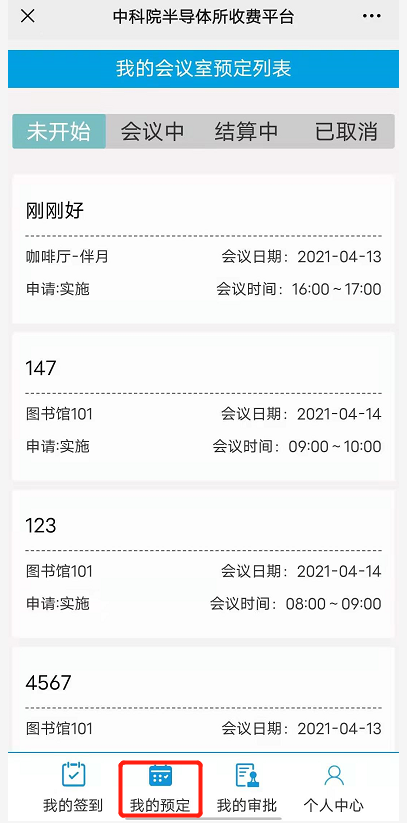 中科院半导体所收费平台
我的会议室预定列表
未开始 会议中 结算中 已取消
刚刚好
咖啡厅-伴月 会议日期：2021-04-13
申请:实施 会议时间：16:00 ~ 17:00
147
图书馆101 会议日期：2021-04-14
申请:实施 会议时间：09:00 ~ 10:00
123
图书馆101 会议日期：2021-04-14
申请:实施 会议时间：08:00 ~ 09:00
4567
图书馆101 会议日期：2021-04-13
我的签到 我的预定 我的审批 个人中心